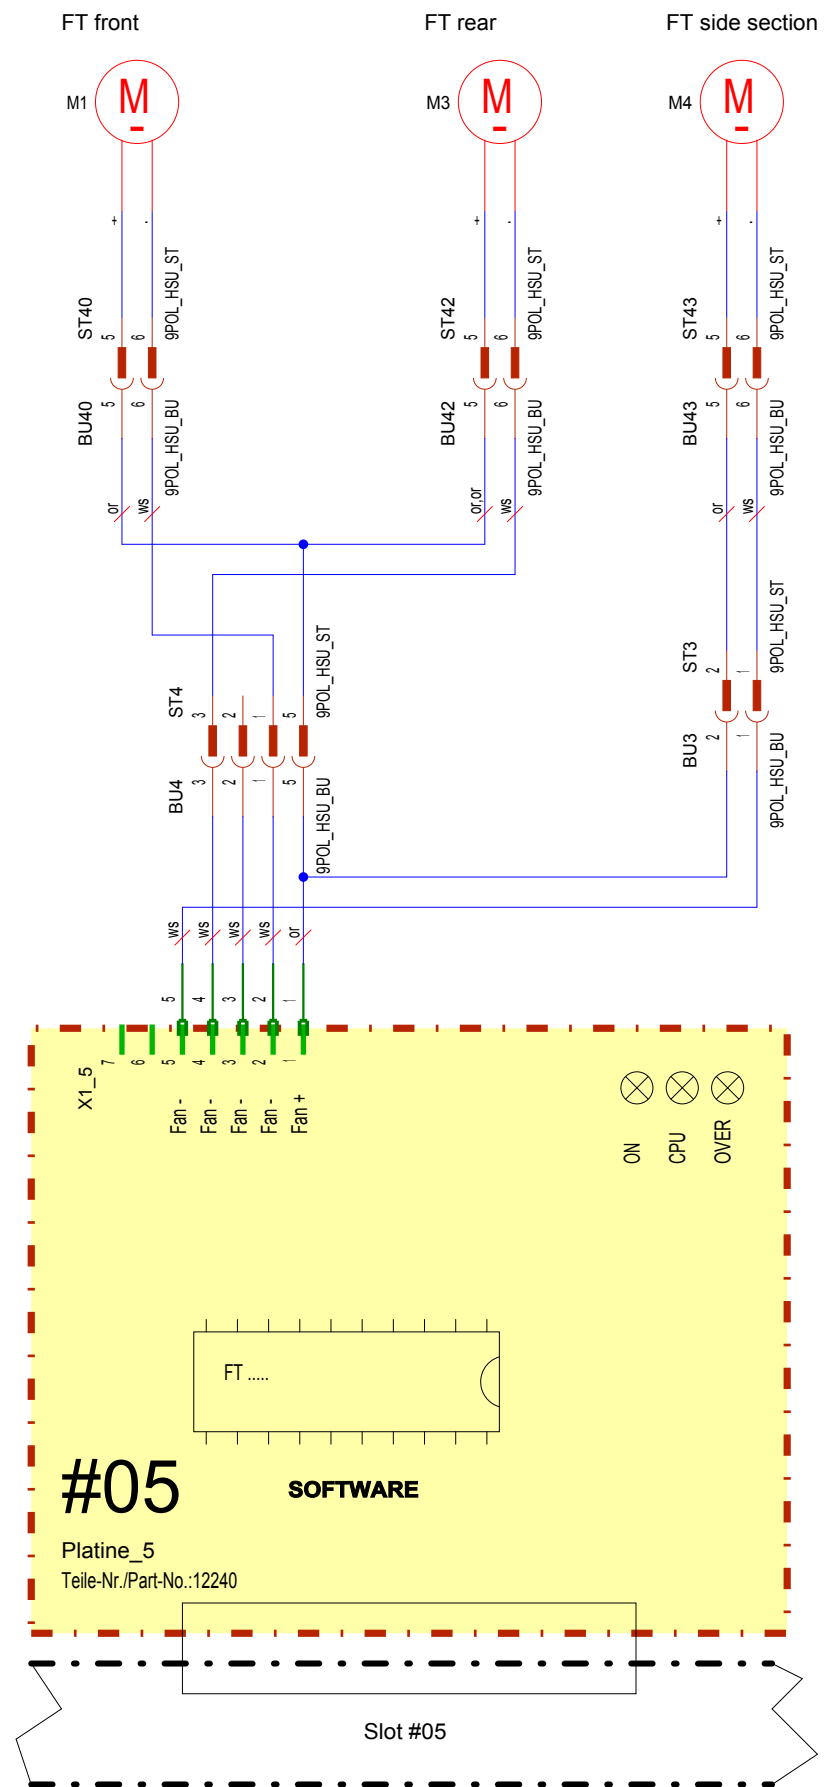 FT front
FT rear
FT side section
M1
M
M3
M
M4
M
+
-
+
-
+
-
ST40
5
6
9POL_HSU_ST
ST42
5
6
9POL_HSU_ST
ST43
5
6
9POL_HSU_ST
BU40
5
6
9POL_HSU_BU
BU42
5
6
9POL_HSU_BU
BU43
5
6
9POL_HSU_BU
or
ws
or,or
ws
or
ws
ST4
3
2
1
5
9POL_HSU_ST
ST3
2
1
9POL_HSU_ST
BU4
3
2
1
5
9POL_HSU_BU
BU3
2
1
9POL_HSU_BU
ws
ws
ws
ws
or
5
4
3
2
1
X1_5
7
6
5
4
3
2
1
Fan -
Fan -
Fan -
Fan -
Fan +
ON
CPU
OVER
FT .....
#05
SOFTWARE
Platine_5
Teile-Nr./Part-No.:12240
Slot #05